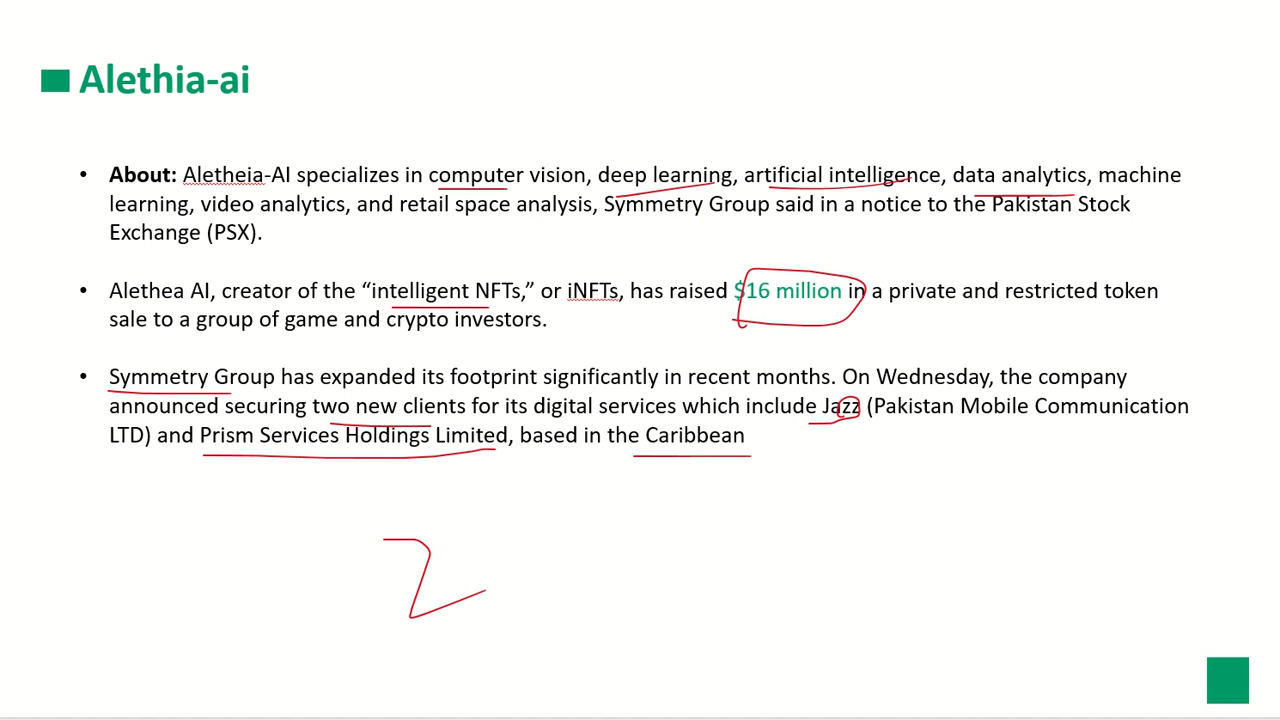 Alethia-ai
• About: Aletheia-AI specializes in computer vision, deep learning, artificial intelligence, data analytics, machine
learning, video analytics, and retail space analysis, Symmetry Group said in a notice to the Pakistan Stock
Exchange (PSX).
• Alethea AI, creator of the “intelligent NFTs,” or iNFTs, has raised $16 million in a private and restricted token
sale to a group of game and crypto investors.
• Symmetry Group has expanded its footprint significantly in recent months. On Wednesday, the company
announced securing two new clients for its digital services which include Jazz (Pakistan Mobile Communication
LTD) and Prism Services Holdings Limited, based in the Caribbean
2